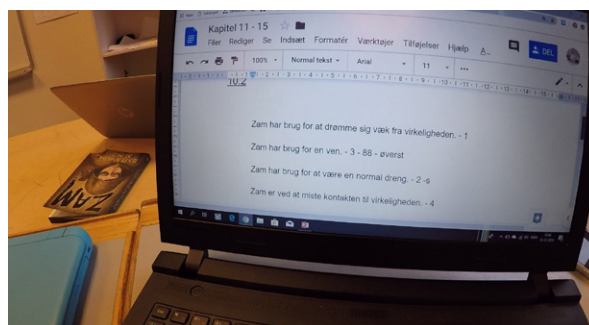 Kapitel 11 - 15
Filer Rediger Se Indsæt Formatér Værktøjer Tilføjelser Hjælp
DEL
100% Normal tekst Arial 11
10.2
Zam har brug for at drømme sig væk fra virkeligheden. - 1
Zam har brug for en ven. - 3 - 88 - øverst
Zam har brug for at være en normal dreng. - 2 -s
Zam er ved at miste kontakten til virkeligheden. - 4
ZAM